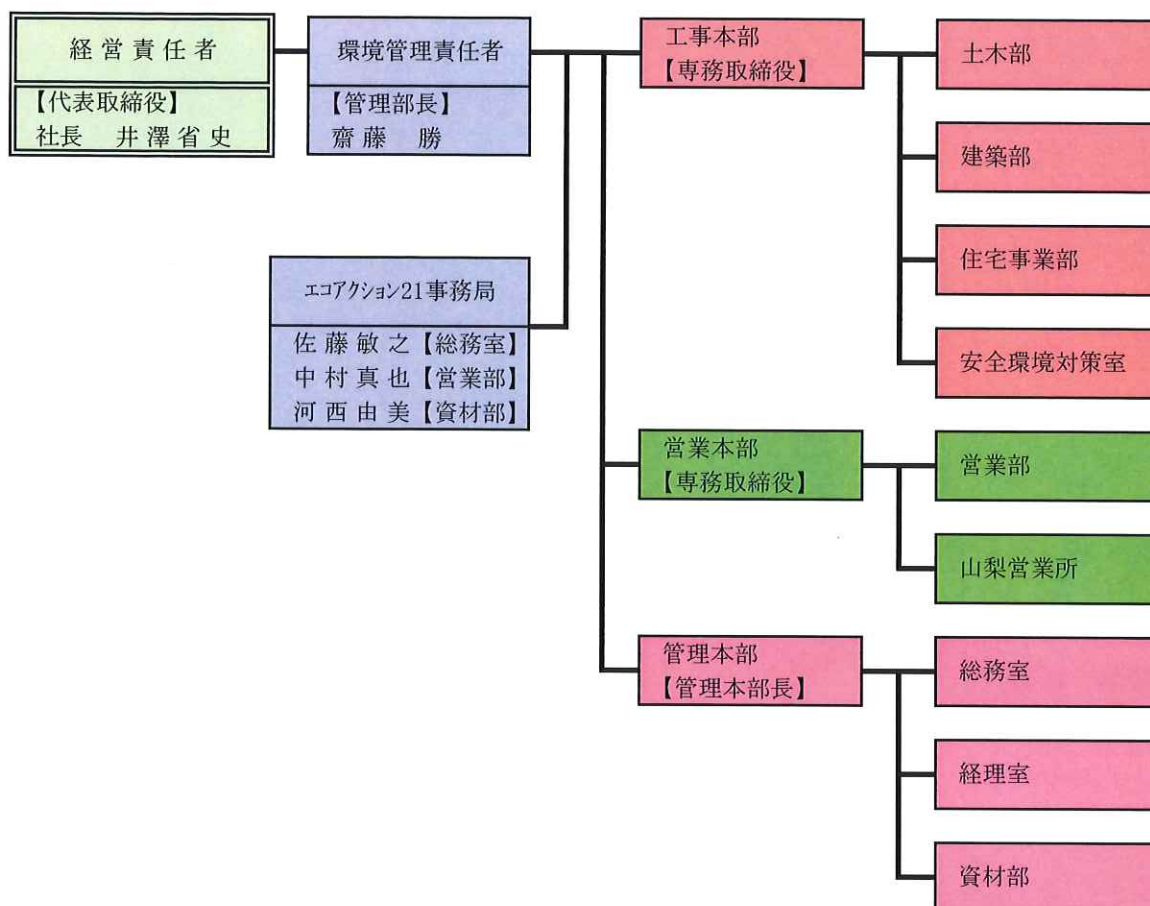 経営責任者
【代表取締役】
社長 井澤省史
環境管理責任者
【管理部長】
齋藤 勝
エコアクション21事務局
佐藤敏之【総務室】
中村真也【営業部】
河西由美【資材部】
工事本部
【専務取締役】
土木部
建築部
住宅事業部
安全環境対策室
営業本部
【専務取締役】
営業部
山梨営業所
管理本部
【管理本部長】
総務室
経理室
資材部